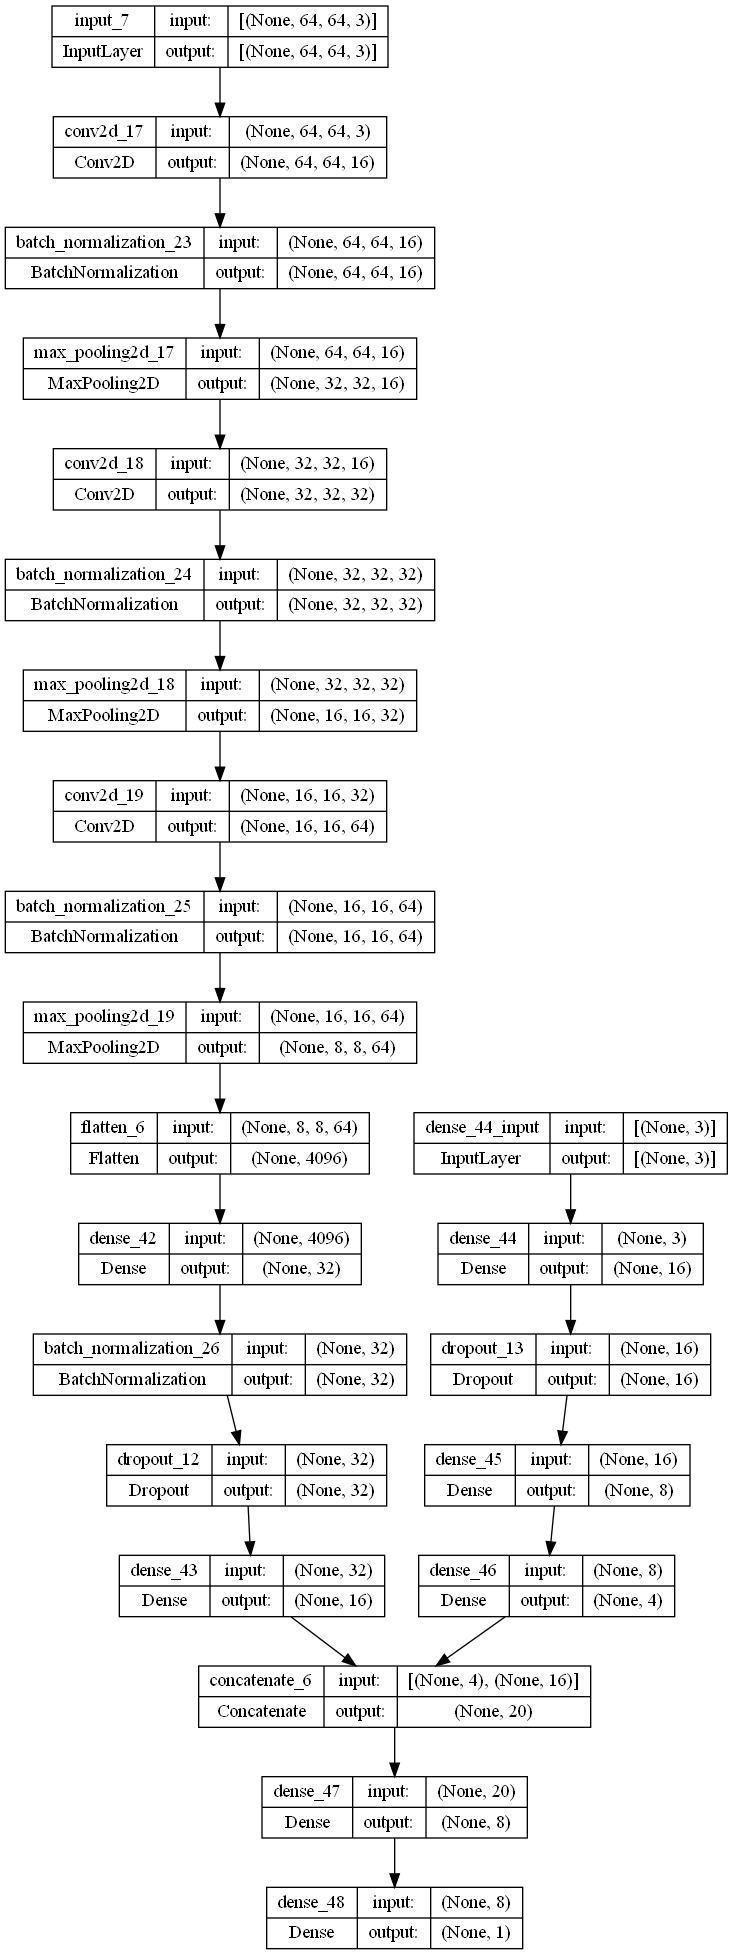 input_7 input: [(None, 64, 64, 3)]
InputLayer output: [(None, 64, 64, 3)]
conv2d_17 input: (None, 64, 64, 3)
Conv2D output: (None, 64, 64, 16)
batch_normalization_23 input: (None, 64, 64, 16)
BatchNormalization output: (None, 64, 64, 16)
max_pooling2d_17 input: (None, 64, 64, 16)
MaxPooling2D output: (None, 32, 32, 16)
conv2d_18 input: (None, 32, 32, 16)
Conv2D output: (None, 32, 32, 32)
batch_normalization_24 input: (None, 32, 32, 32)
BatchNormalization output: (None, 32, 32, 32)
max_pooling2d_18 input: (None, 32, 32, 32)
MaxPooling2D output: (None, 16, 16, 32)
conv2d_19 input: (None, 16, 16, 32)
Conv2D output: (None, 16, 16, 64)
batch_normalization_25 input: (None, 16, 16, 64)
BatchNormalization output: (None, 16, 16, 64)
max_pooling2d_19 input: (None, 16, 16, 64)
MaxPooling2D output: (None, 8, 8, 64)
flatten_6 input: (None, 8, 8, 64)
Flatten output: (None, 4096)
dense_44_input input: [(None, 3)]
InputLayer output: [(None, 3)]
dense_42 input: (None, 4096)
Dense output: (None, 32)
dense_44 input: (None, 3)
Dense output: (None, 16)
batch_normalization_26 input: (None, 32)
BatchNormalization output: (None, 32)
dropout_13 input: (None, 16)
Dropout output: (None, 16)
dropout_12 input: (None, 32)
Dropout output: (None, 32)
dense_45 input: (None, 16)
Dense output: (None, 8)
dense_43 input: (None, 32)
Dense output: (None, 16)
dense_46 input: (None, 8)
Dense output: (None, 4)
concatenate_6 input: [(None, 4), (None, 16)]
Concatenate output: (None, 20)
dense_47 input: (None, 20)
Dense output: (None, 8)
dense_48 input: (None, 8)
Dense output: (None, 1)